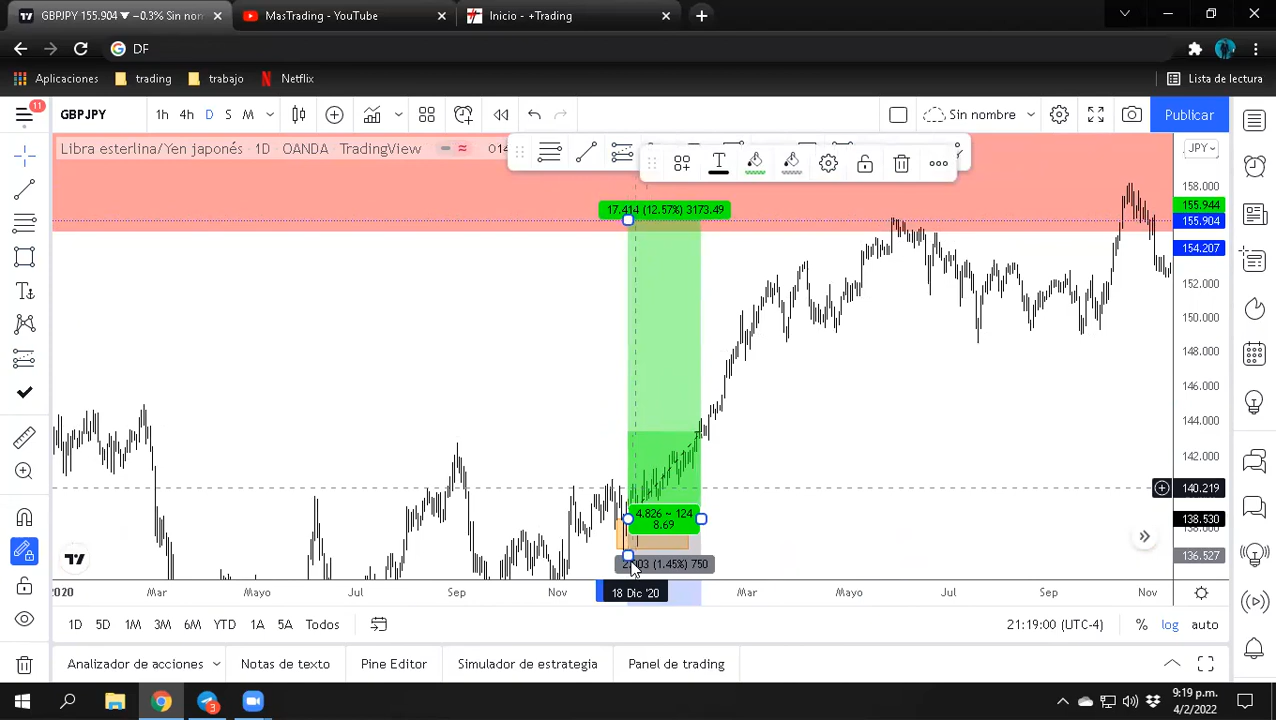 GBPJPY 155.904 ▼ −0.3% Sin nom
MasTrading - YouTube
Inicio - +Trading
DF
Aplicaciones
trading
trabajo
Netflix
Lista de lectura
11
GBPJPY
1h
4h
D
S
M
Sin nombre
Publicar
Libra esterlina/Yen japonés · 1D · OANDA · TradingView
O14
JPY
17.414 (12.57%) 3173.49
158.000
155.944
155.904
154.207
152.000
150.000
148.000
146.000
144.000
142.000
140.219
138.530
136.527
4.826 ~ 124
8.69
(1.45%) 750
2020
Mar
Mayo
Jul
Sep
Nov
18 Dic '20
Mar
Mayo
Jul
Sep
Nov
1D
5D
1M
3M
6M
YTD
1A
5A
Todos
21:19:00 (UTC-4)
%
log
auto
Analizador de acciones
Notas de texto
Pine Editor
Simulador de estrategia
Panel de trading
3
9:19 p.m.
4/2/2022